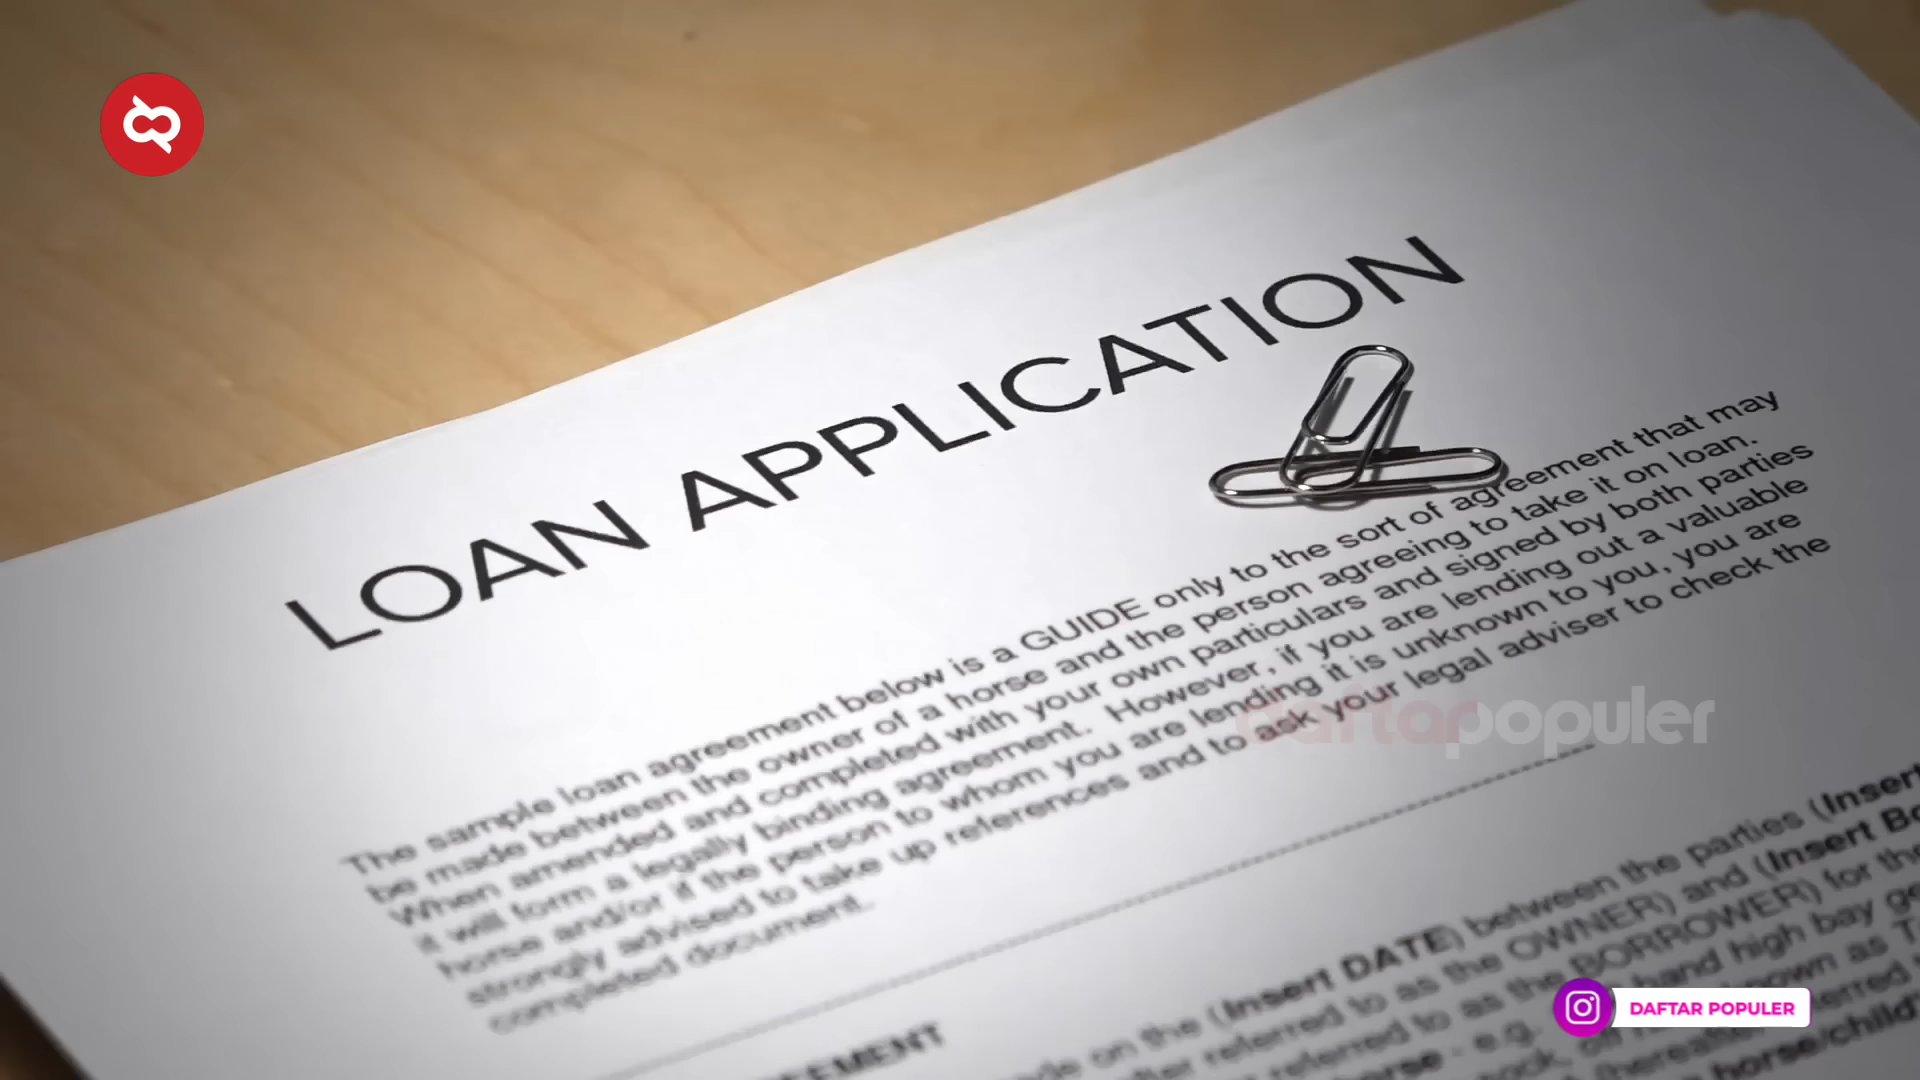 LOAN APPLICATION
The sample loan agreement below is a GUIDE only to the sort of agreement that may
be made between the owner of a horse and the person agreeing to take it on loan.
When amended and completed with your own particulars and signed by both parties
it will form a legally binding agreement. However, if you are lending out a valuable
horse and/or if the person to whom you are lending it is unknown to you, you are
strongly advised to take up references and to ask your legal adviser to check the
completed document.
daftarpopuler
(Insert DATE) between the parties (Insert
referred to as the OWNER) and (Insert
referred to as the BORROWER) for the
horse - e.g. hand high bay
known as
horse/child
DAFTAR POPULER